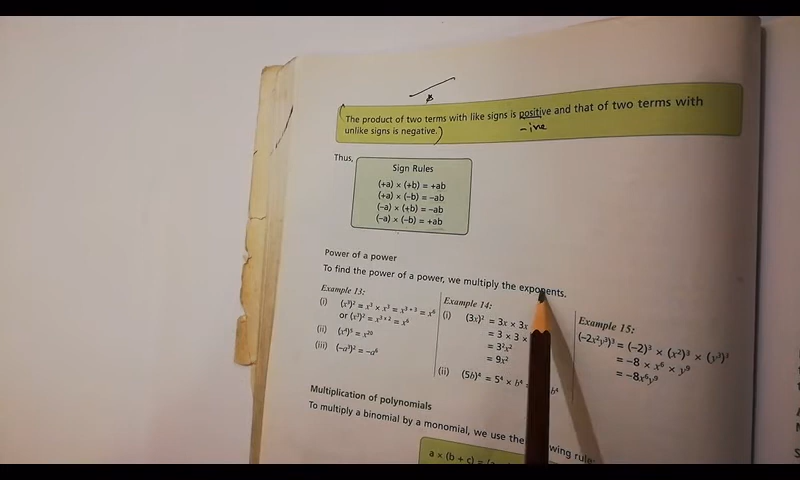 The product of two terms with like signs is positive and that of two terms with
unlike signs is negative.)
-ive
Thus,
Sign Rules
(+a) × (+b) = +ab
(+a) × (-b) = -ab
(-a) × (+b) = -ab
(-a) × (-b) = +ab
Power of a power
To find the power of a power, we multiply the exponents.
Example 13:
(i) (x³)² = x³ × x³ = x³⁺³ = x⁶
or (x³)² = x³ˣ² = x⁶
(ii) (x⁴)⁵ = x²⁰
(iii) (-a³)² = -a⁶
Example 14:
(i) (3x)² = 3x × 3x
= 3 × 3 ×
= 3²x²
= 9x²
(ii) (5b)⁴ = 5⁴ × b⁴ = b⁴
Example 15:
(-2x²y³)³ = (-2)³ × (x²)³ × (y³)³
= -8 × x⁶ × y⁹
= -8x⁶y⁹
Multiplication of polynomials
To multiply a binomial by a monomial, we use the wing rule:
a × (b + c) =